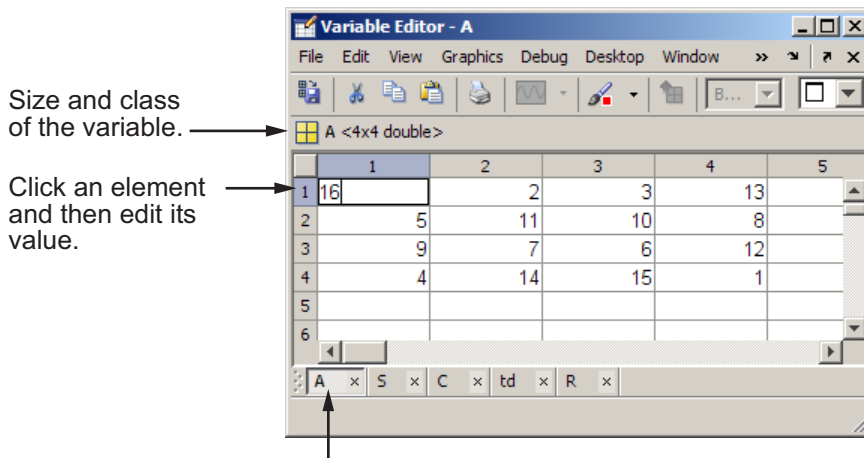 Variable Editor - A
File Edit View Graphics Debug Desktop Window »
B...
Size and class
of the variable.
A <4x4 double>
1 2 3 4 5
Click an element
and then edit its
value.
1 16 2 3 13
2 5 11 10 8
3 9 7 6 12
4 4 14 15 1
5
6
A × S × C × td × R ×